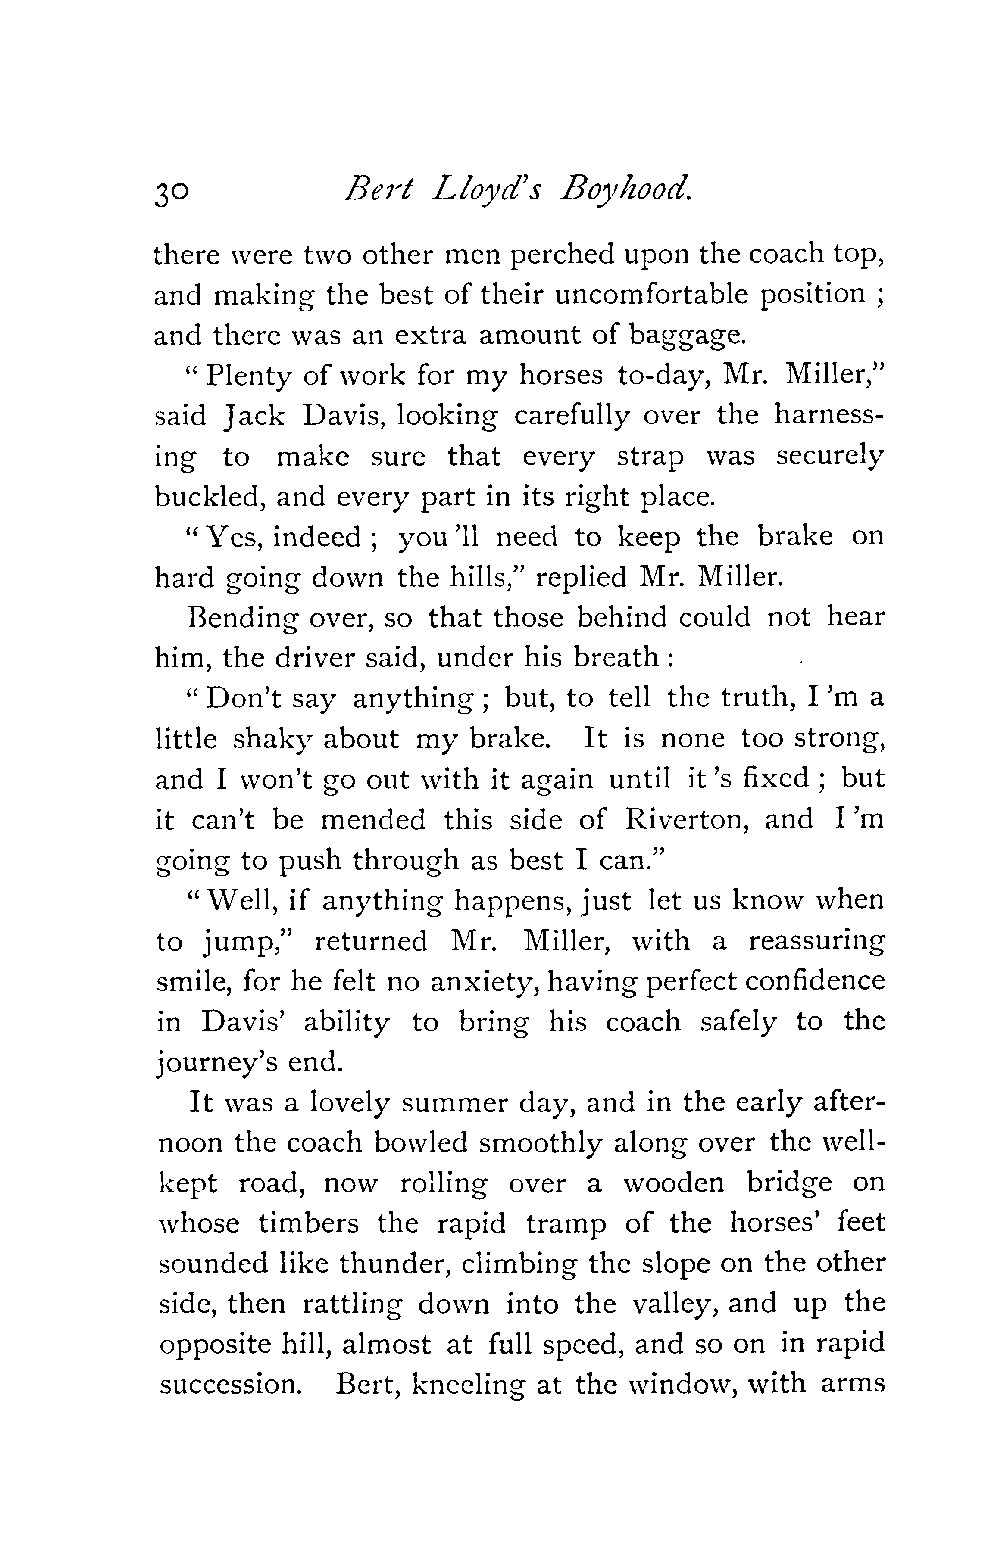 30 Bert Lloyd's Boyhood.
there were two other men perched upon the coach top,
and making the best of their uncomfortable position ;
and there was an extra amount of baggage.
" Plenty of work for my horses to-day, Mr. Miller,"
said Jack Davis, looking carefully over the harness-
ing to make sure that every strap was securely
buckled, and every part in its right place.
" Yes, indeed ; you 'll need to keep the brake on
hard going down the hills," replied Mr. Miller.
Bending over, so that those behind could not hear
him, the driver said, under his breath :
" Don't say anything ; but, to tell the truth, I 'm a
little shaky about my brake. It is none too strong,
and I won't go out with it again until it 's fixed ; but
it can't be mended this side of Riverton, and I 'm
going to push through as best I can."
" Well, if anything happens, just let us know when
to jump," returned Mr. Miller, with a reassuring
smile, for he felt no anxiety, having perfect confidence
in Davis' ability to bring his coach safely to the
journey's end.
It was a lovely summer day, and in the early after-
noon the coach bowled smoothly along over the well-
kept road, now rolling over a wooden bridge on
whose timbers the rapid tramp of the horses' feet
sounded like thunder, climbing the slope on the other
side, then rattling down into the valley, and up the
opposite hill, almost at full speed, and so on in rapid
succession. Bert, kneeling at the window, with arms